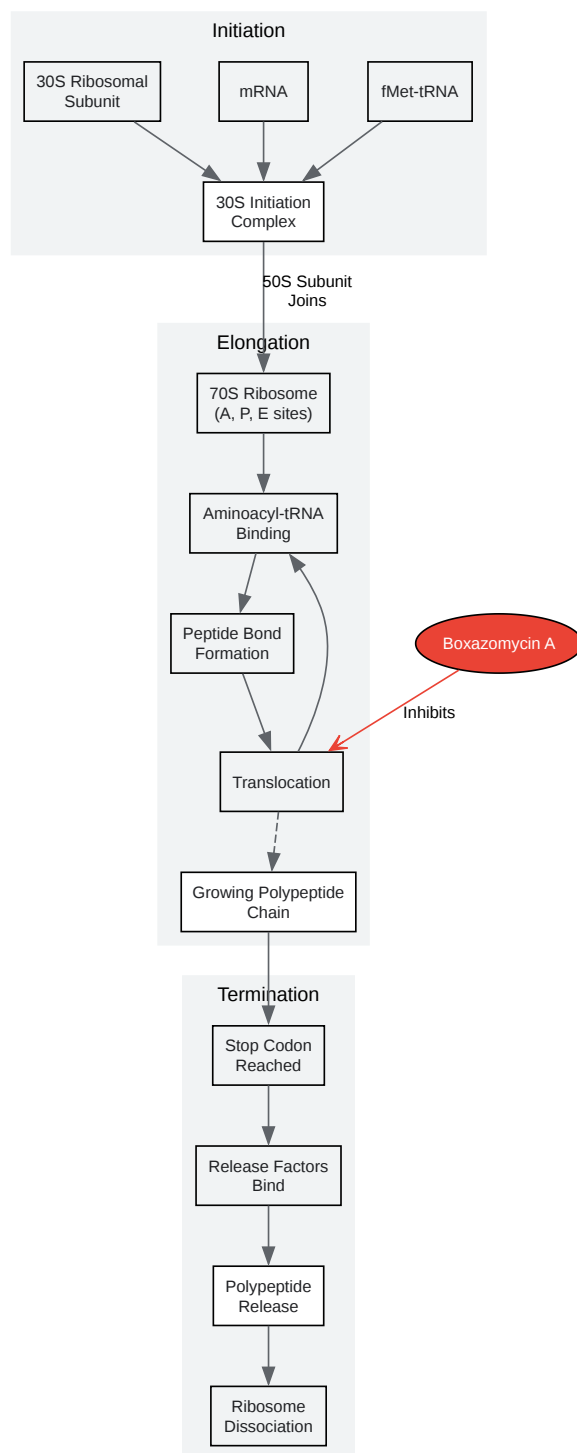 Initiation
30S Ribosomal
Subunit
mRNA
fMet-tRNA
30S Initiation
Complex
50S Subunit
Joins
Elongation
70S Ribosome
(A, P, E sites)
Aminoacyl-tRNA
Binding
Peptide Bond
Formation
Boxazomycin A
Inhibits
Translocation
Growing Polypeptide
Chain
Termination
Stop Codon
Reached
Release Factors
Bind
Polypeptide
Release
Ribosome
Dissociation